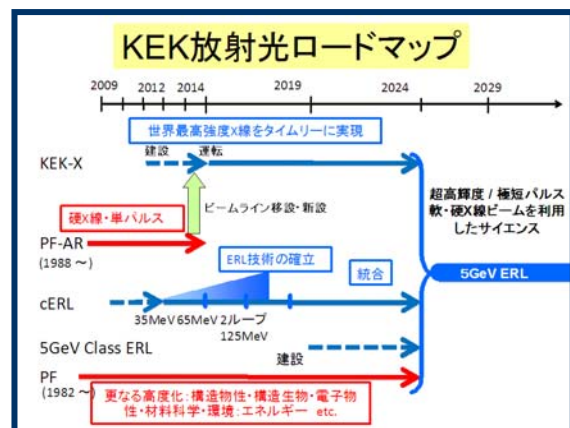 KEK放射光ロードマップ
2009 2012 2014 2019 2024 2029
世界最高強度X線をタイムリーに実現
建設 運転
KEK-X
硬X線・単パルス
ビームライン移設・新設
PF-AR
(1988～)
超高輝度 / 極短パルス
軟・硬X線ビームを利用
したサイエンス
5GeV ERL
ERL技術の確立
統合
cERL
35MeV 65MeV 2ループ
125MeV
5GeV Class ERL
建設
PF
(1982～)
更なる高度化：構造物性・構造生物・電子物
性・材料科学・環境：エネルギー etc.